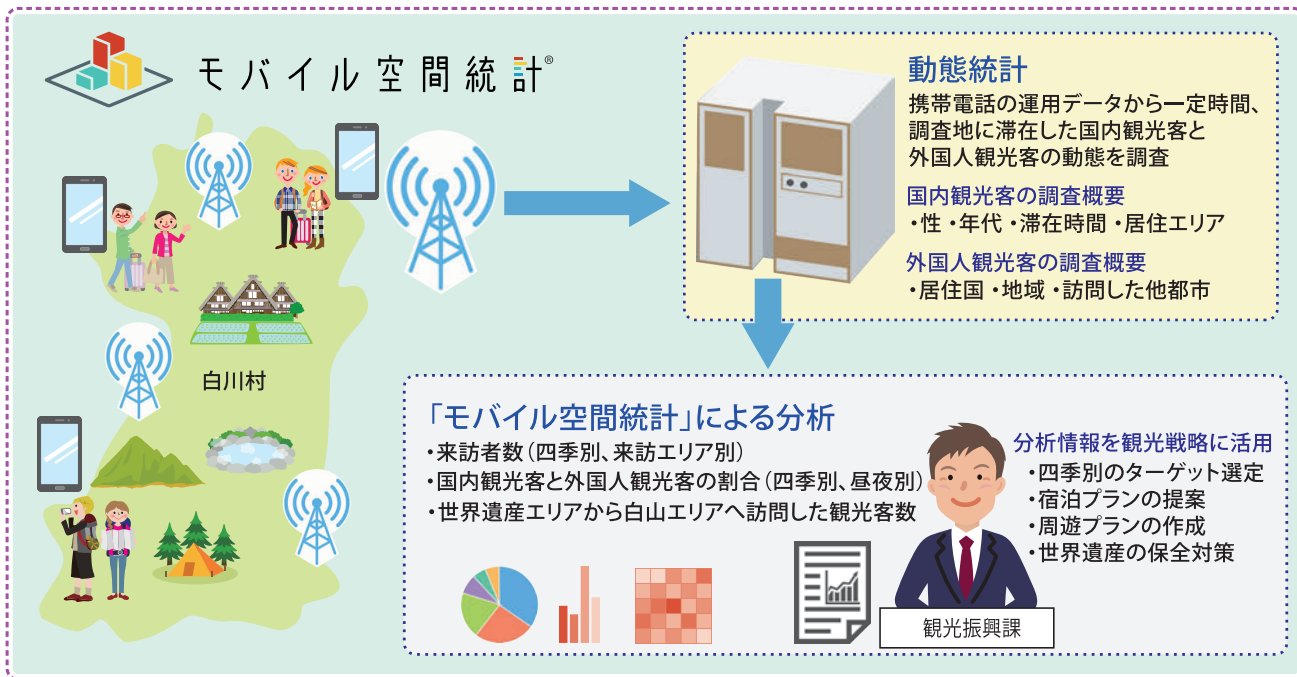 モバイル空間統計®
動態統計
携帯電話の運用データから一定時間、
調査地に滞在した国内観光客と
外国人観光客の動態を調査
国内観光客の調査概要
・性 ・年代 ・滞在時間 ・居住エリア
外国人観光客の調査概要
・居住国 ・地域 ・訪問した他都市
白川村
「モバイル空間統計」による分析
・来訪者数（四季別、来訪エリア別）
・国内観光客と外国人観光客の割合（四季別、昼夜別）
・世界遺産エリアから白山エリアへ訪問した観光客数
分析情報を観光戦略に活用
・四季別のターゲット選定
・宿泊プランの提案
・周遊プランの作成
・世界遺産の保全対策
観光振興課